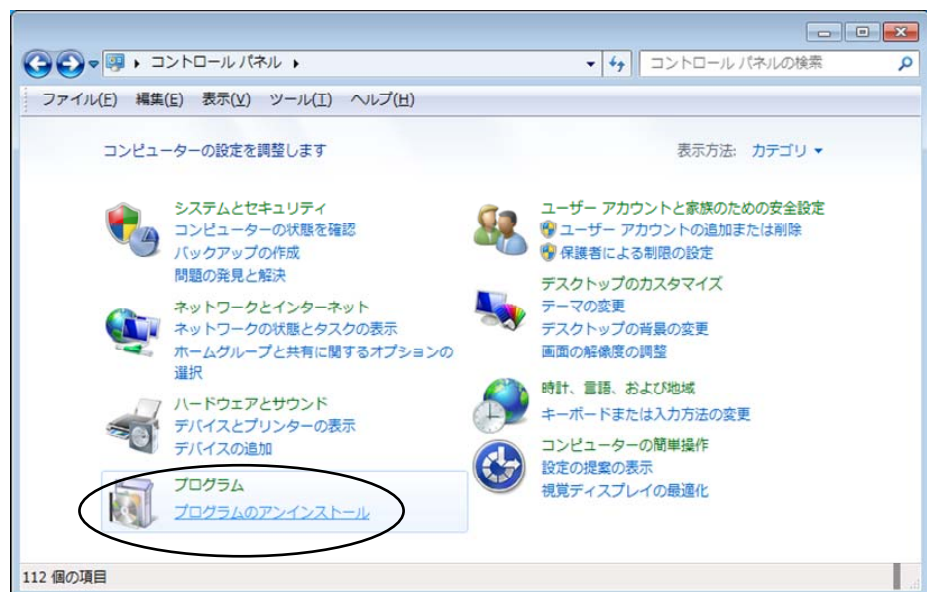 コントロール パネル
コントロール パネルの検索
ファイル(F) 編集(E) 表示(V) ツール(T) ヘルプ(H)
コンピューターの設定を調整します
表示方法: カテゴリ
システムとセキュリティ
コンピューターの状態を確認
バックアップの作成
問題の発見と解決
ネットワークとインターネット
ネットワークの状態とタスクの表示
ホームグループと共有に関するオプションの
選択
ハードウェアとサウンド
デバイスとプリンターの表示
デバイスの追加
プログラム
プログラムのアンインストール
ユーザー アカウントと家族のための安全設定
ユーザー アカウントの追加または削除
保護者による制限の設定
デスクトップのカスタマイズ
テーマの変更
デスクトップの背景の変更
画面の解像度の調整
時計、言語、および地域
キーボードまたは入力方法の変更
コンピューターの簡単操作
設定の提案の表示
視覚ディスプレイの最適化
112 個の項目